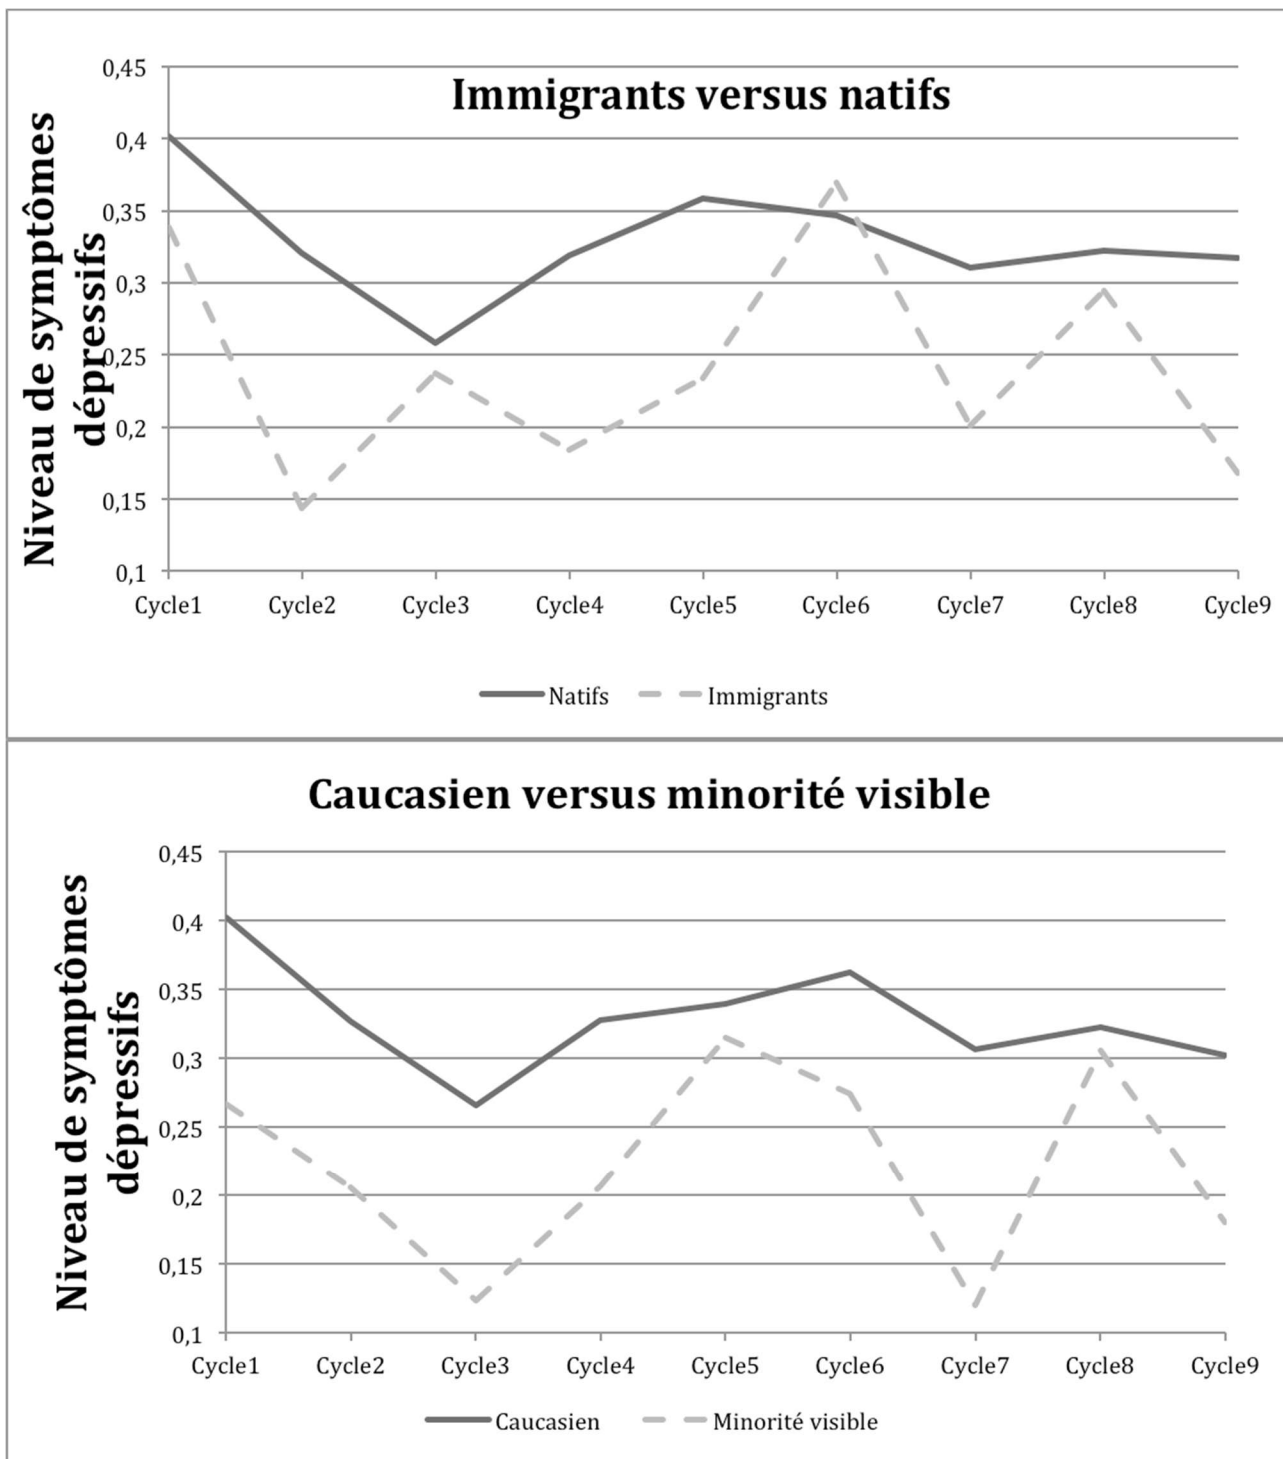 Immigrants versus natifs
Niveau de symptômes
dépressifs
0,45
0,4
0,35
0,3
0,25
0,2
0,15
0,1
Cycle1 Cycle2 Cycle3 Cycle4 Cycle5 Cycle6 Cycle7 Cycle8 Cycle9
Natifs Immigrants
Caucasien versus minorité visible
Niveau de symptômes
dépressifs
0,45
0,4
0,35
0,3
0,25
0,2
0,15
0,1
Cycle1 Cycle2 Cycle3 Cycle4 Cycle5 Cycle6 Cycle7 Cycle8 Cycle9
Caucasien Minorité visible